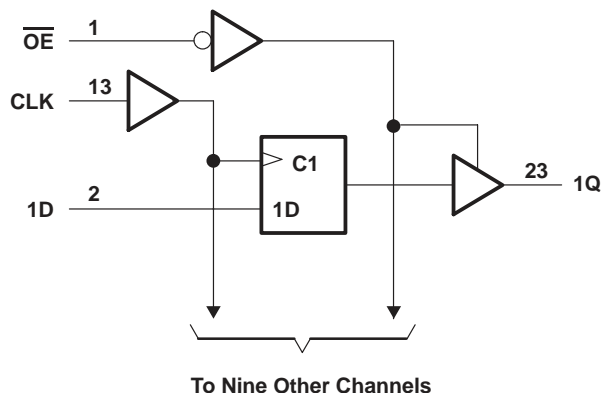 OE 1
CLK 13
C1
1D 2 1D
23 1Q
To Nine Other Channels